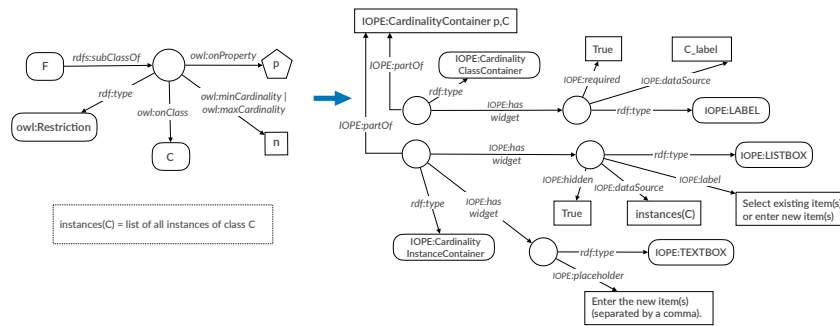 IOPE:CardinalityContainer p,C
F
rdfs:subClassOf
owl:onProperty
p
rdf:type
owl:onClass
owl:minCardinality |
owl:maxCardinality
owl:Restriction
C
n
instances(C) = list of all instances of class C
IOPE:partOf
IOPE:Cardinality
ClassContainer
rdf:type
True
C_label
IOPE:required
IOPE:dataSource
IOPE:has
widget
rdf:type
IOPE:LABEL
IOPE:partOf
IOPE:has
widget
rdf:type
IOPE:LISTBOX
IOPE:hidden
IOPE:dataSource
IOPE:label
True
instances(C)
Select existing item(s)
or enter new item(s)
rdf:type
IOPE:has
widget
IOPE:Cardinality
InstanceContainer
rdf:type
IOPE:TEXTBOX
IOPE:placeholder
Enter the new item(s)
(separated by a comma).